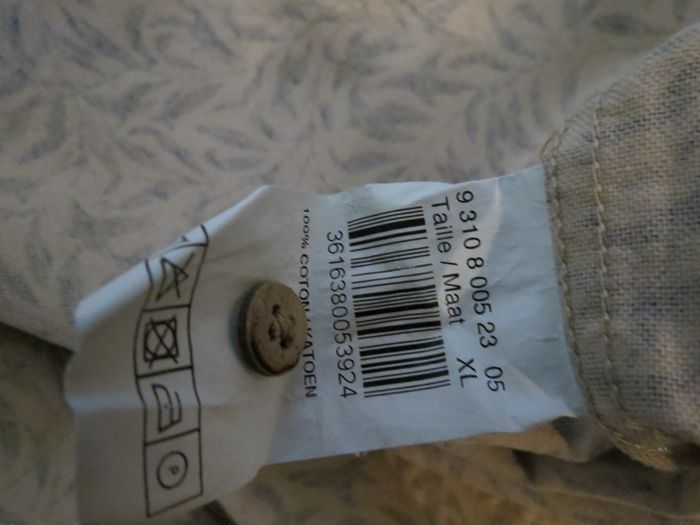 9 310 8 005 23 05
Taille / Maat XL
3616380053924
100% COTON KATOEN
P